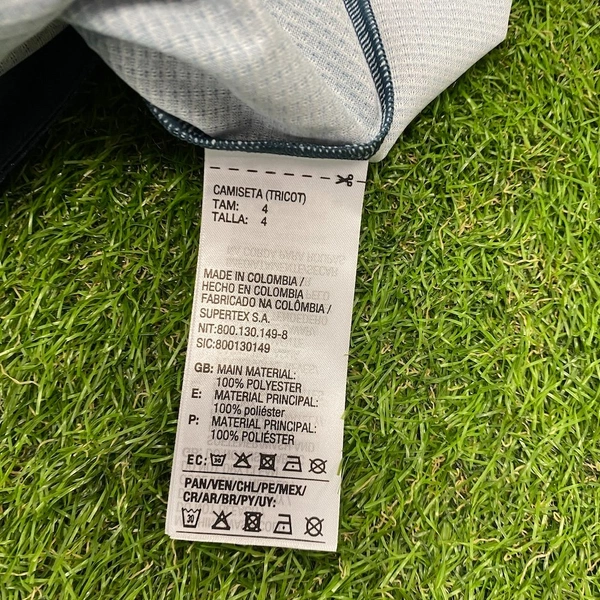 CAMISETA (TRICOT)
TAM: 4
TALLA: 4
MADE IN COLOMBIA /
HECHO EN COLOMBIA
FABRICADO NA COLÔMBIA /
SUPERTEX S.A.
NIT:800.130.149-8
SIC:800130149
GB: MAIN MATERIAL:
100% POLYESTER
E: MATERIAL PRINCIPAL:
100% poliéster
P: MATERIAL PRINCIPAL:
100% POLIÉSTER
EC: 30
PAN/VEN/CHL/PE/MEX/
CR/AR/BR/PY/UY:
30